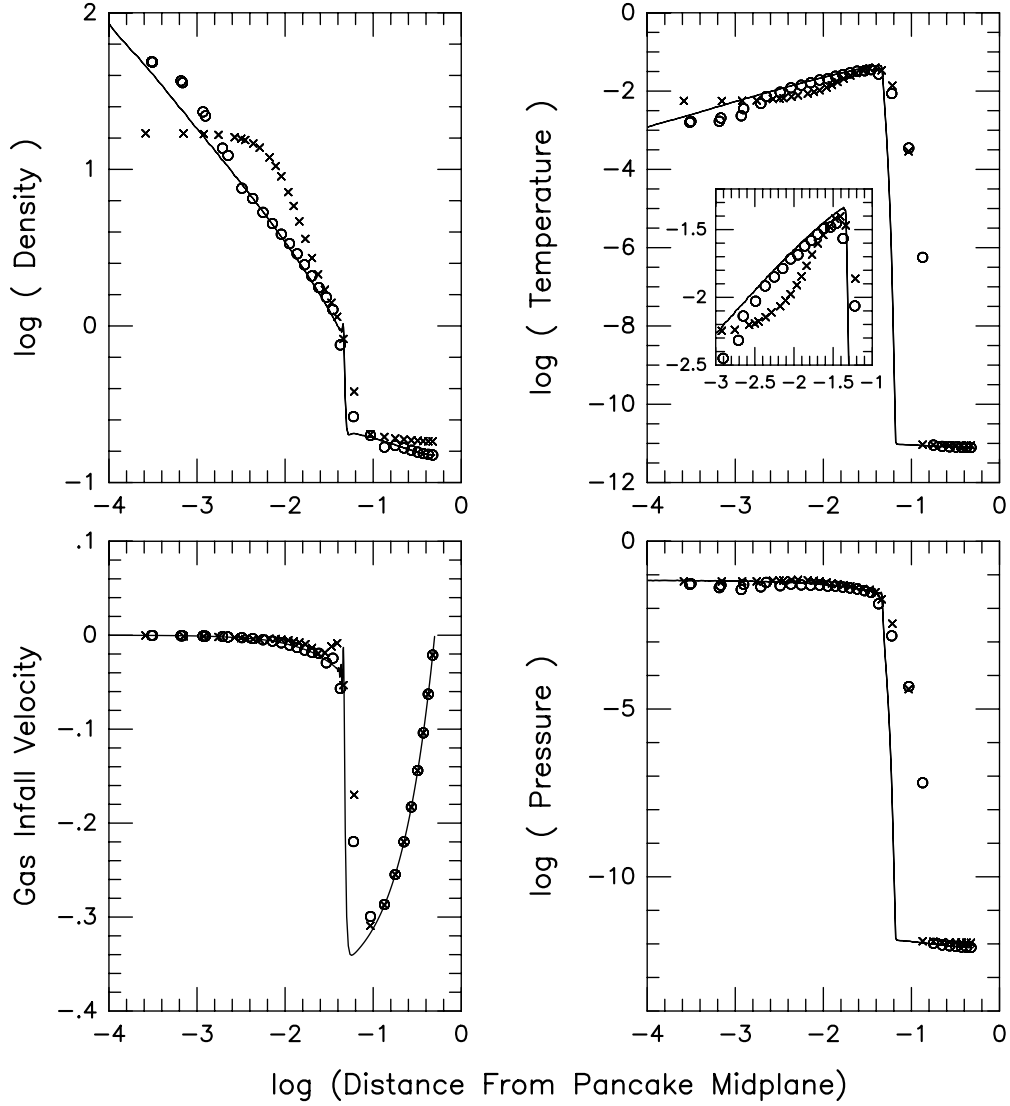 2
1
0
−1
−4 −3 −2 −1 0
log ( Density )
0
−2
−4
−6
−8
−10
−12
−4 −3 −2 −1 0
log ( Temperature )
−1.5
−2
−2.5
−3 −2.5 −2 −1.5 −1
.1
0
−.1
−.2
−.3
−.4
−4 −3 −2 −1 0
Gas Infall Velocity
0
−5
−10
−4 −3 −2 −1 0
log ( Pressure )
log (Distance From Pancake Midplane)